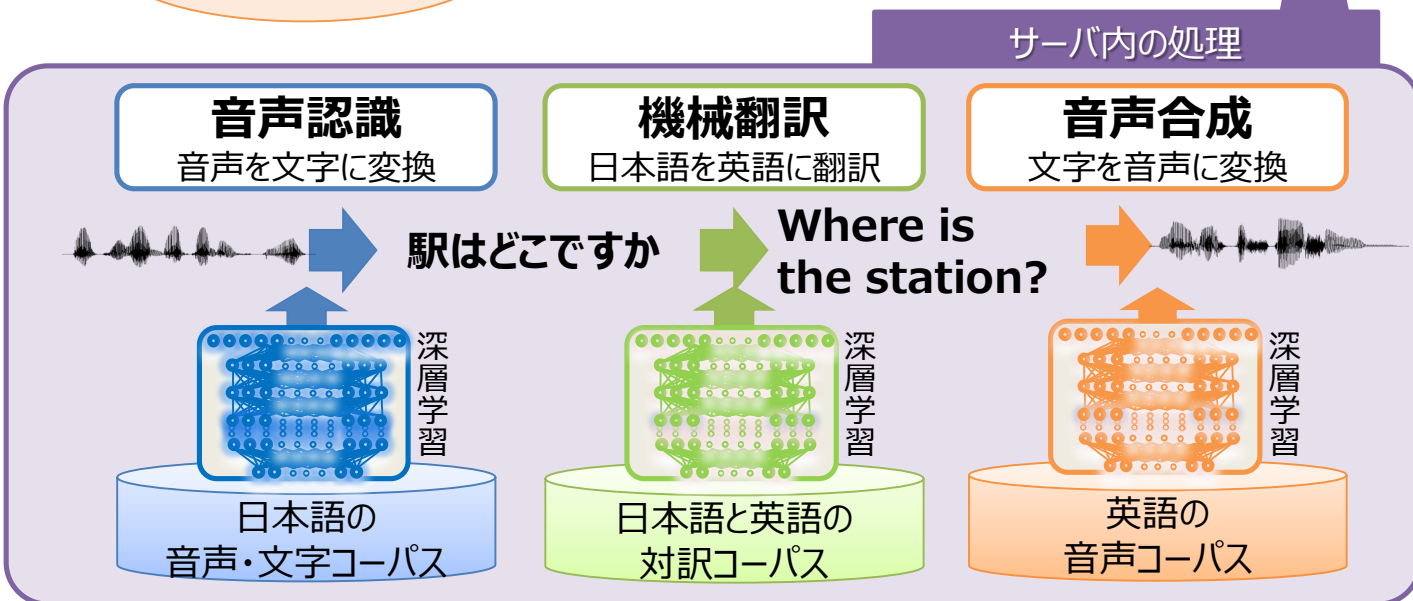 サーバ内の処理
音声認識
音声を文字に変換
機械翻訳
日本語を英語に翻訳
音声合成
文字を音声に変換
駅はどこですか
Where is
the station?
深層学習
深層学習
深層学習
日本語の
音声・文字コーパス
日本語と英語の
対訳コーパス
英語の
音声コーパス